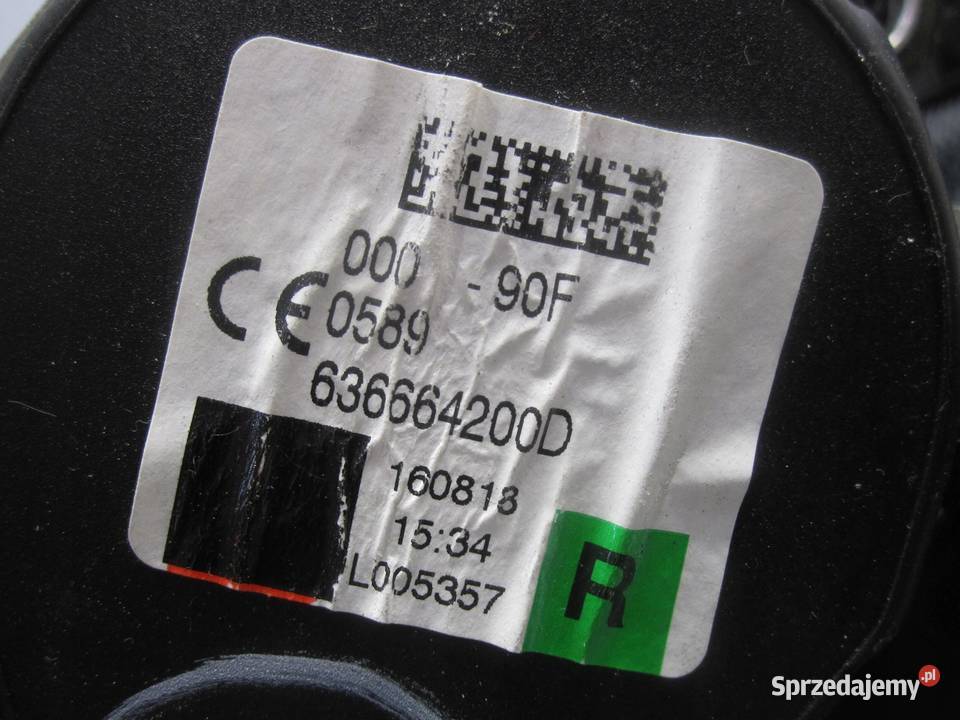 000 - 90F
CE 0589
636664200D
160818
15:34
L005357
R
Sprzedajemy.pl